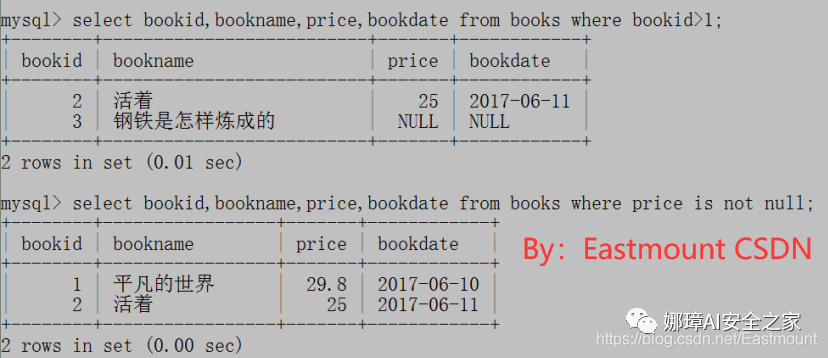 mysql> select bookid,bookname,price,bookdate from books where bookid>1;
+--------+--------------------+-------+------------+
| bookid | bookname | price | bookdate |
+--------+--------------------+-------+------------+
| 2 | 活着 | 25 | 2017-06-11 |
| 3 | 钢铁是怎样炼成的 | NULL | NULL |
+--------+--------------------+-------+------------+
2 rows in set (0.01 sec)
mysql> select bookid,bookname,price,bookdate from books where price is not null;
+--------+--------------+-------+------------+
| bookid | bookname | price | bookdate |
+--------+--------------+-------+------------+
| 1 | 平凡的世界 | 29.8 | 2017-06-10 |
| 2 | 活着 | 25 | 2017-06-11 |
+--------+--------------+-------+------------+
2 rows in set (0.00 sec)
By：Eastmount CSDN
娜璋AI安全之家
https://blog.csdn.net/Eastmount